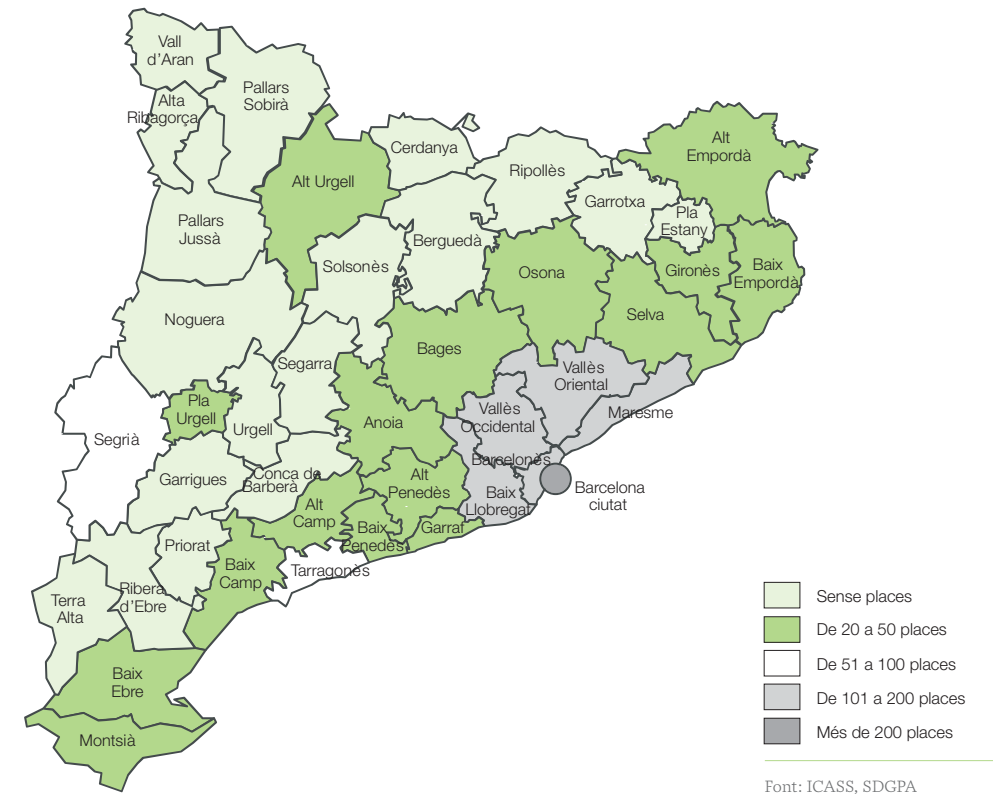 Vall
d'Aran
Pallars
Sobirà
Alta
Ribagorça
Cerdanya
Alt
Empordà
Ripollès
Alt Urgell
Garrotxa
Pla
Estany
Pallars
Jussà
Berguedà
Solsonès
Osona
Gironès
Baix
Empordà
Noguera
Selva
Bages
Segarra
Vallès
Oriental
Pla
Urgell
Maresme
Vallès
Occidental
Anoia
Urgell
Segrià
Barcelonès
Garrigues
Conca de
Barberà
Alt
Penedès
Baix
Llobregat
Barcelona
ciutat
Alt
Camp
Baix
Penedès
Garraf
Priorat
Baix
Camp
Tarragonès
Ribera
d'Ebre
Terra
Alta
Baix
Ebre
Montsià
Sense places
De 20 a 50 places
De 51 a 100 places
De 101 a 200 places
Més de 200 places
Font: ICASS, SDGPA